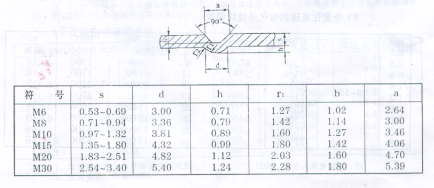 a
90°
h
d
符 号 s d h r₁ b a
M6 0.53~0.69 3.00 0.71 1.27 1.02 2.64
M8 0.71~0.94 3.36 0.79 1.42 1.14 3.00
M10 0.97~1.32 3.81 0.89 1.60 1.27 3.46
M15 1.35~1.80 4.32 0.99 1.80 1.42 4.06
M20 1.83~2.51 4.82 1.12 2.03 1.60 4.70
M30 2.54~3.40 5.40 1.24 2.28 1.80 5.39